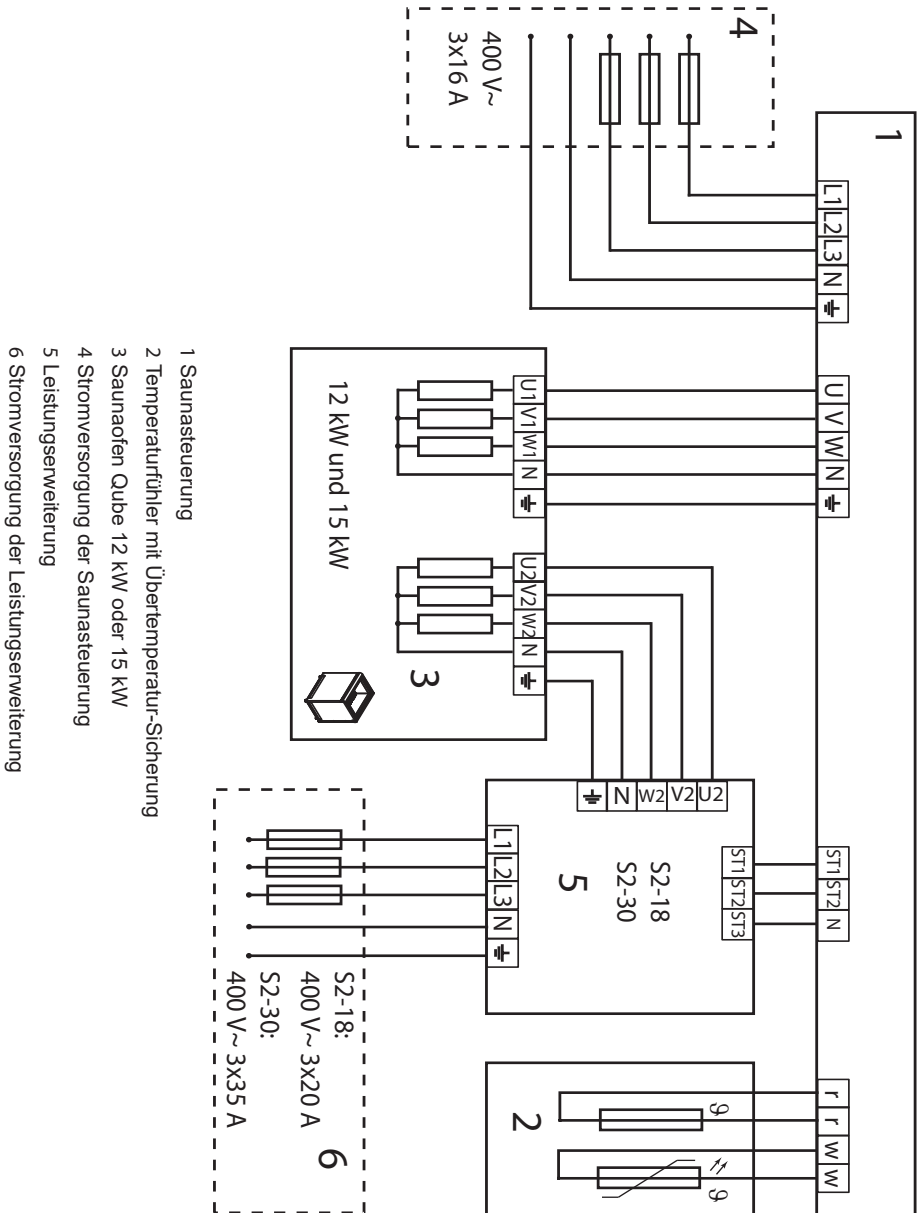 1
L1 L2 L3 N
U V W N
ST1 ST2 N
r r w w
4
400 V~
3x16 A
U1 V1 W1 N
U2 V2 W2 N
12 kW und 15 kW
3
U2
V2
W2
N
ST1 ST2 ST3
S2-18
S2-30
5
L1 L2 L3 N
S2-18:
400 V~ 3x20 A
S2-30:
400 V~ 3x35 A
6
ϑ
ϑ
2
1 Saunasteuerung
2 Temperaturfühler mit Übertemperatur-Sicherung
3 Saunaofen Qube 12 kW oder 15 kW
4 Stromversorgung der Saunasteuerung
5 Leistungserweiterung
6 Stromversorgung der Leistungserweiterung